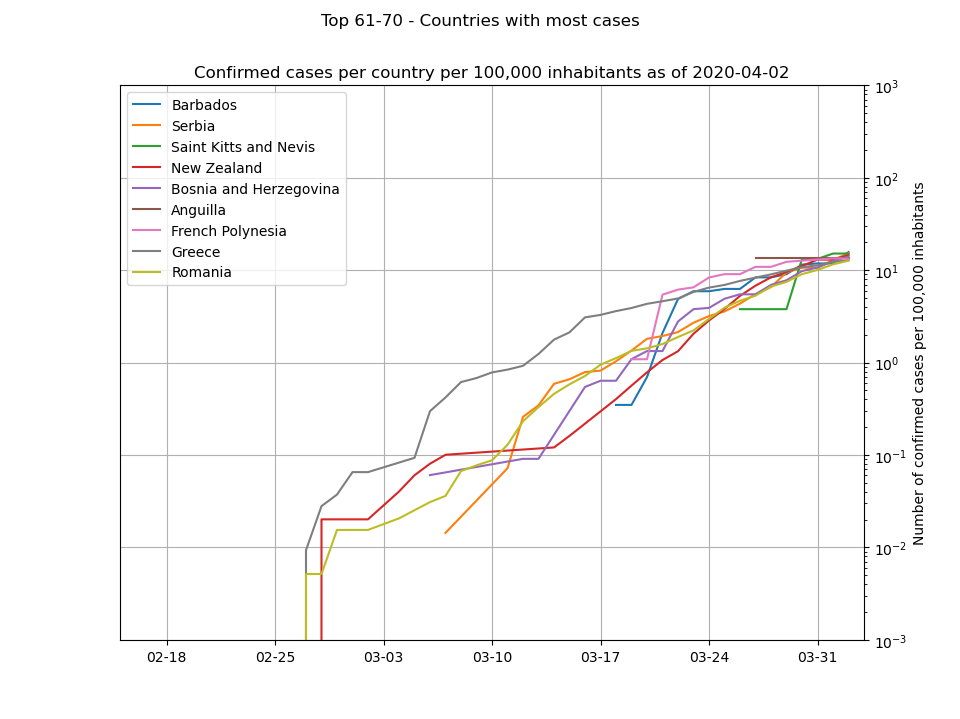 Top 61-70 - Countries with most cases
Confirmed cases per country per 100,000 inhabitants as of 2020-04-02
Barbados
Serbia
Saint Kitts and Nevis
New Zealand
Bosnia and Herzegovina
Anguilla
French Polynesia
Greece
Romania
10³
10²
10¹
10⁰
10⁻¹
10⁻²
10⁻³
Number of confirmed cases per 100,000 inhabitants
02-18 02-25 03-03 03-10 03-17 03-24 03-31